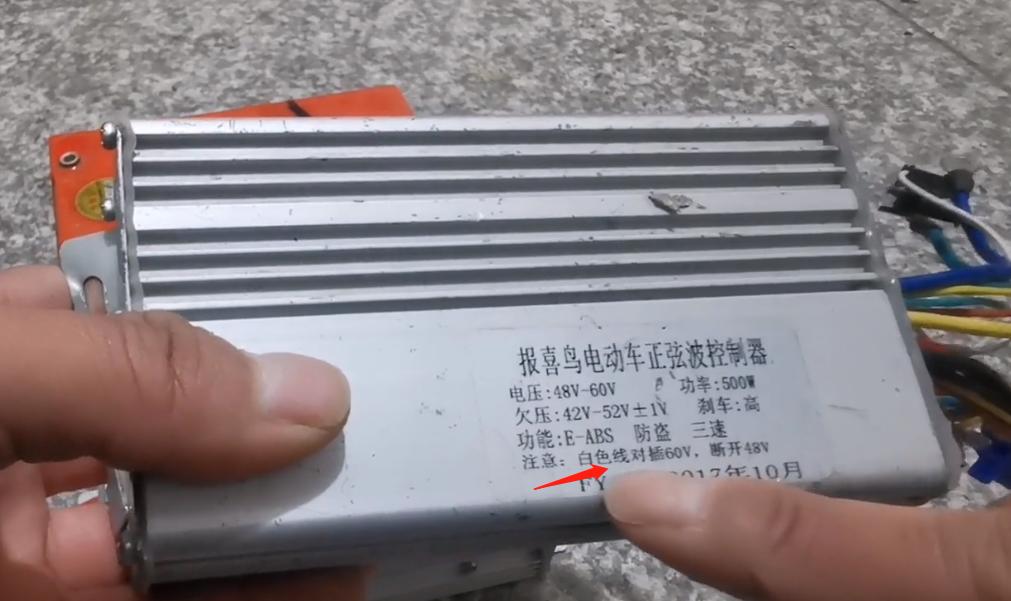 报喜鸟电动车正弦波控制器
电压:48V-60V 功率:500W
欠压:42V-52V±1V 刹车:高
功能:E-ABS 防盗 三速
注意：白色线对插60V，断开48V
FY 2017年10月